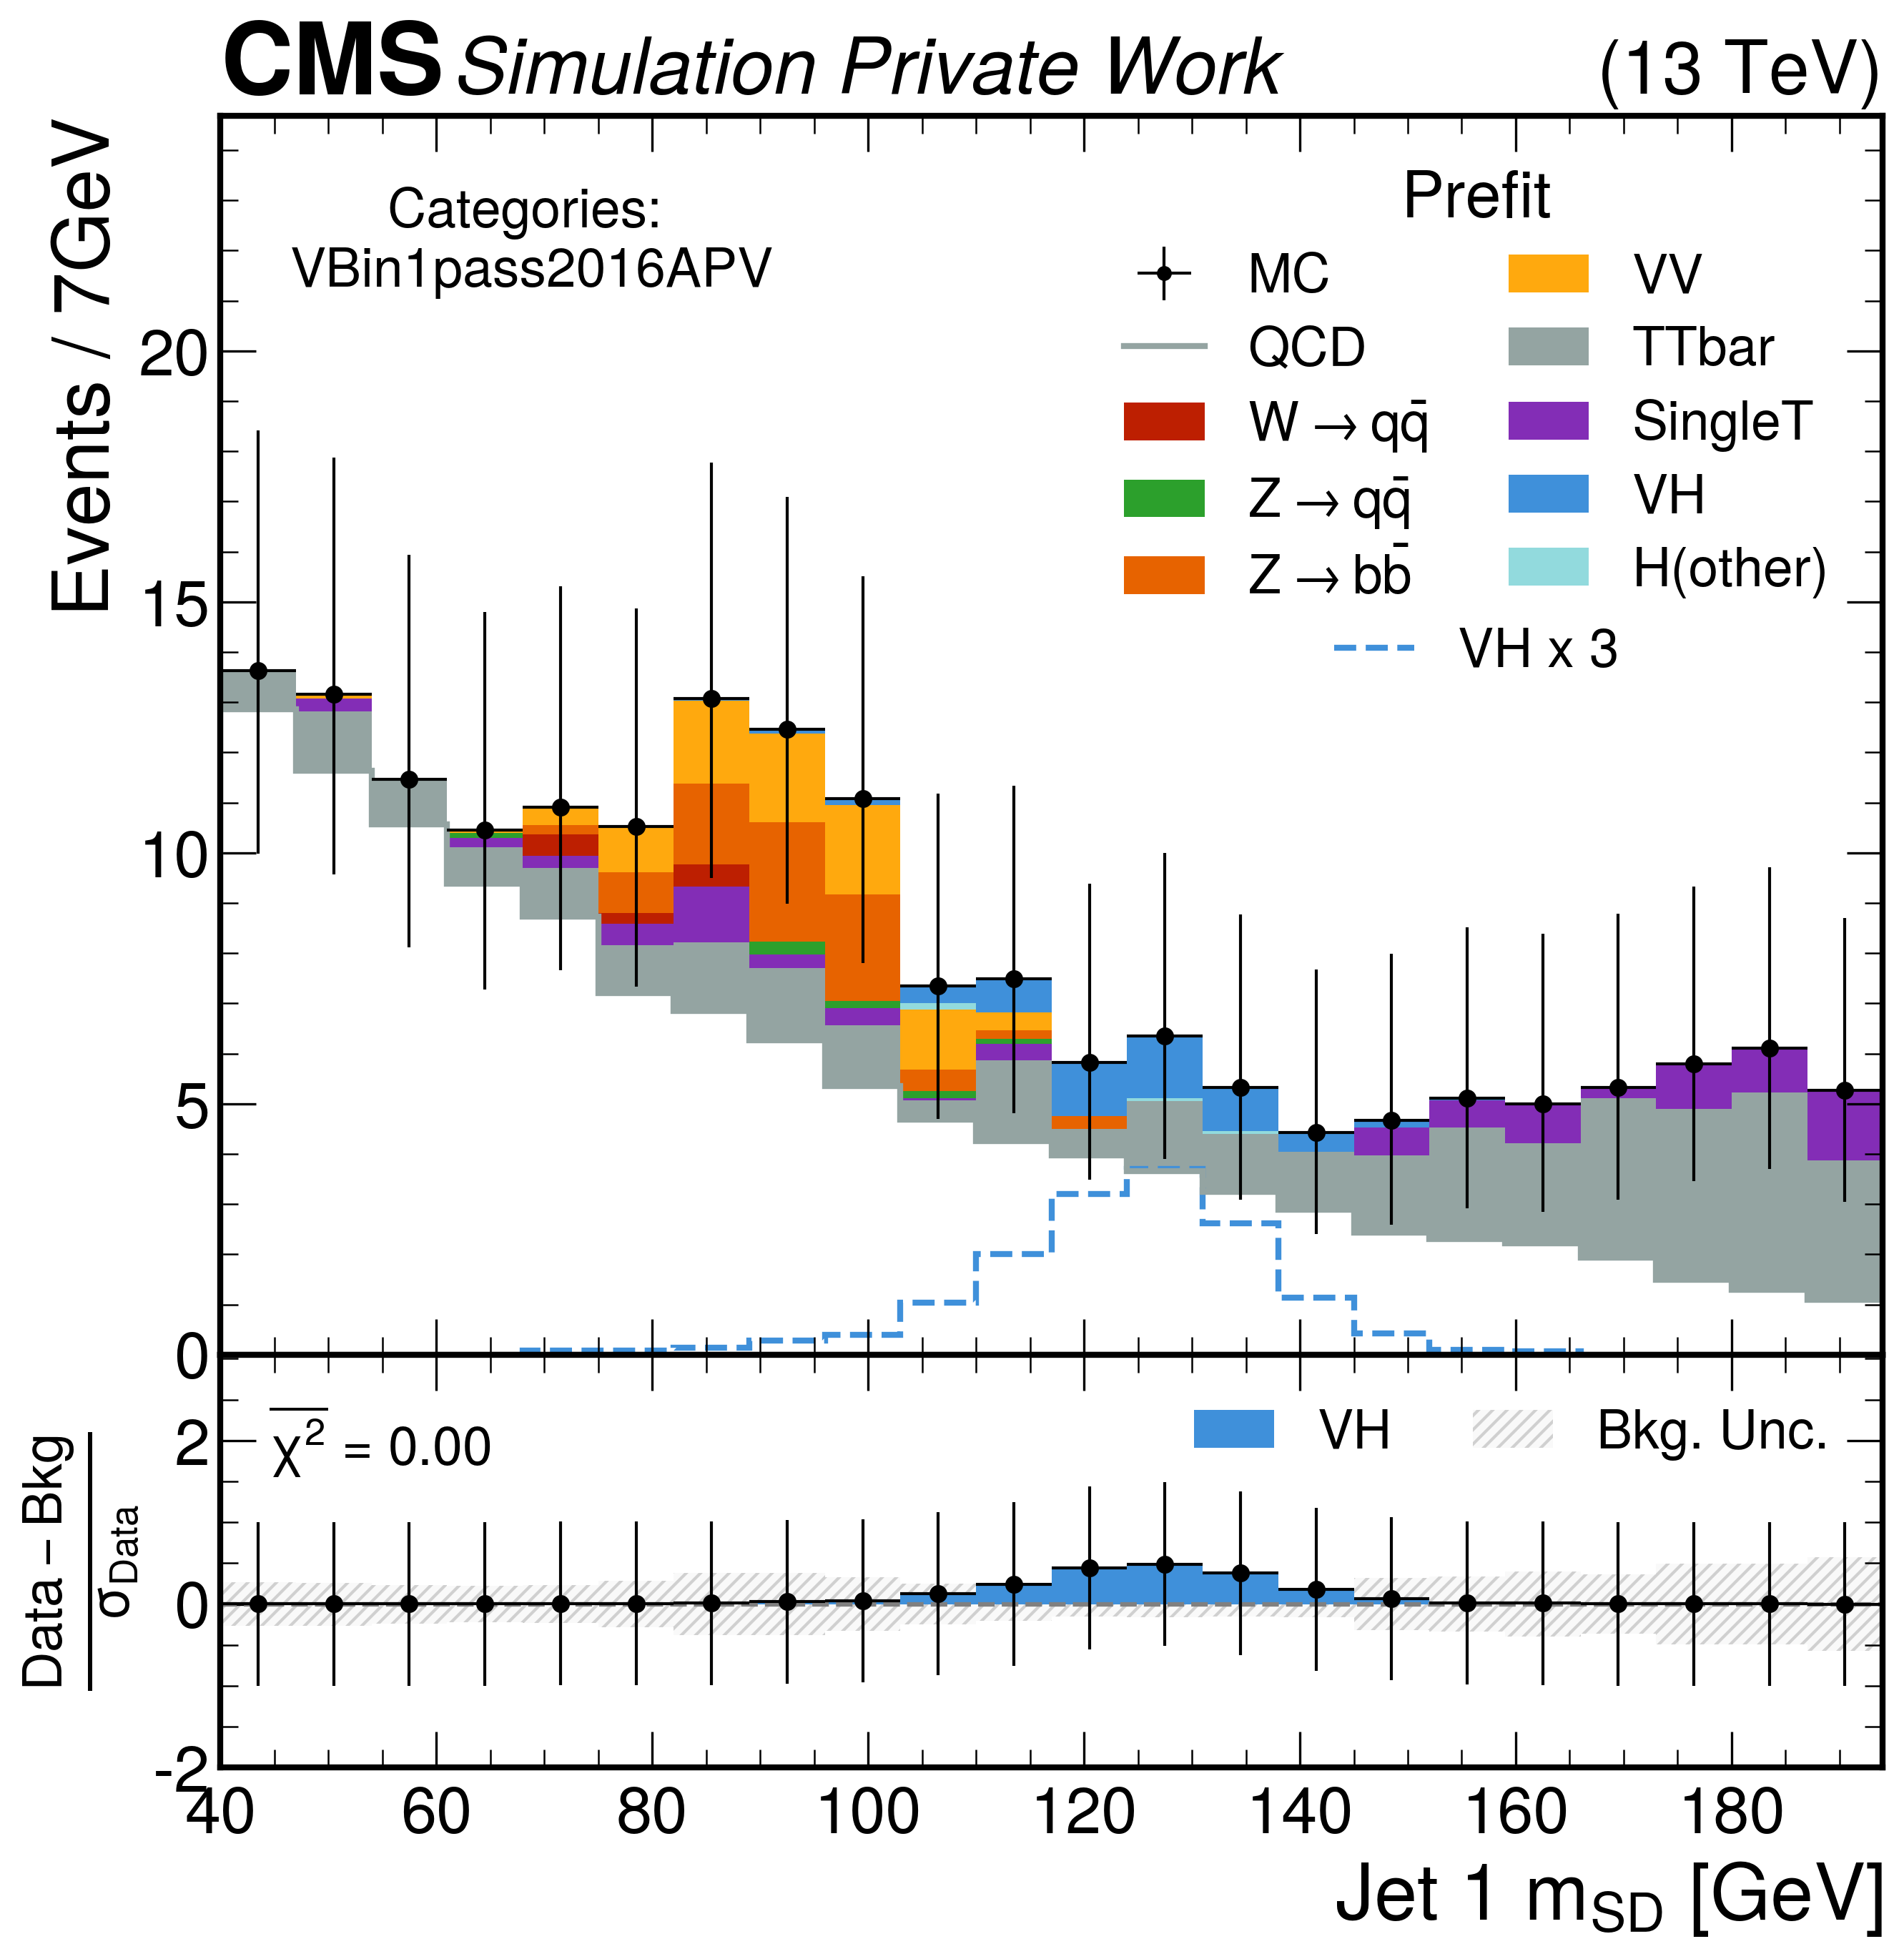 CMS Simulation Private Work (13 TeV)
Events / 7GeV
Categories:
VBin1pass2016APV
Prefit
MC
QCD
W → qq̄
Z → qq̄
Z → bb̄
VV
TTbar
SingleT
VH
H(other)
VH x 3
20
15
10
5
0
Data − Bkg
σData
χ² = 0.00
VH
Bkg. Unc.
2
0
-2
40 60 80 100 120 140 160 180
Jet 1 mSD [GeV]